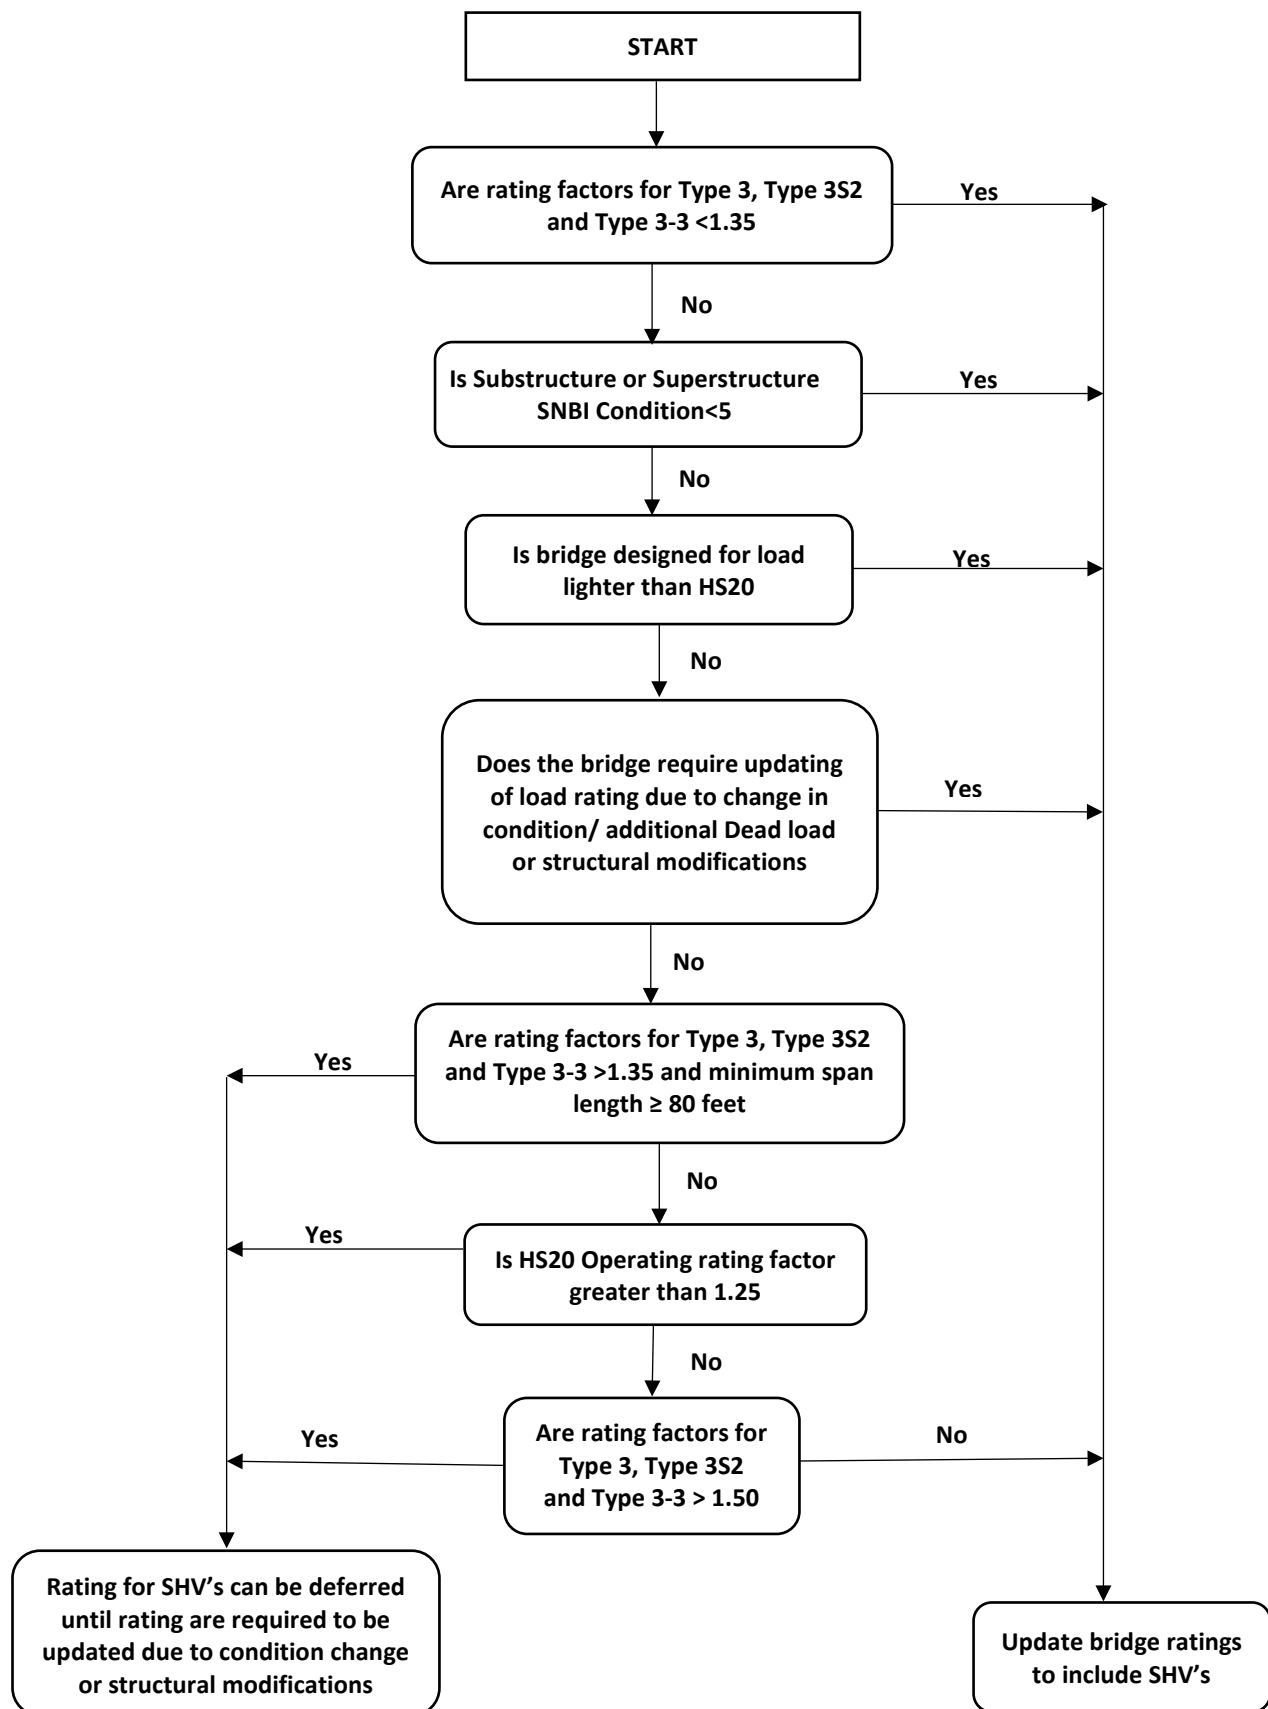 START
Are rating factors for Type 3, Type 3S2
and Type 3-3 <1.35
Yes
No
Is Substructure or Superstructure
SNBI Condition<5
Yes
No
Is bridge designed for load
lighter than HS20
Yes
No
Does the bridge require updating
of load rating due to change in
condition/ additional Dead load
or structural modifications
Yes
No
Are rating factors for Type 3, Type 3S2
and Type 3-3 >1.35 and minimum span
length ≥ 80 feet
Yes
No
Is HS20 Operating rating factor
greater than 1.25
Yes
No
Are rating factors for
Type 3, Type 3S2
and Type 3-3 > 1.50
Yes
No
Rating for SHV’s can be deferred
until rating are required to be
updated due to condition change
or structural modifications
Update bridge ratings
to include SHV’s